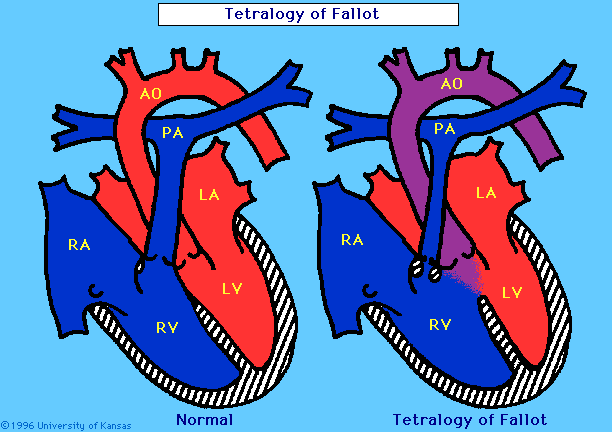 Tetralogy of Fallot
AO
PA
LA
RA
LV
RV
AO
PA
LA
RA
LV
RV
Normal
Tetralogy of Fallot
©1996 University of Kansas